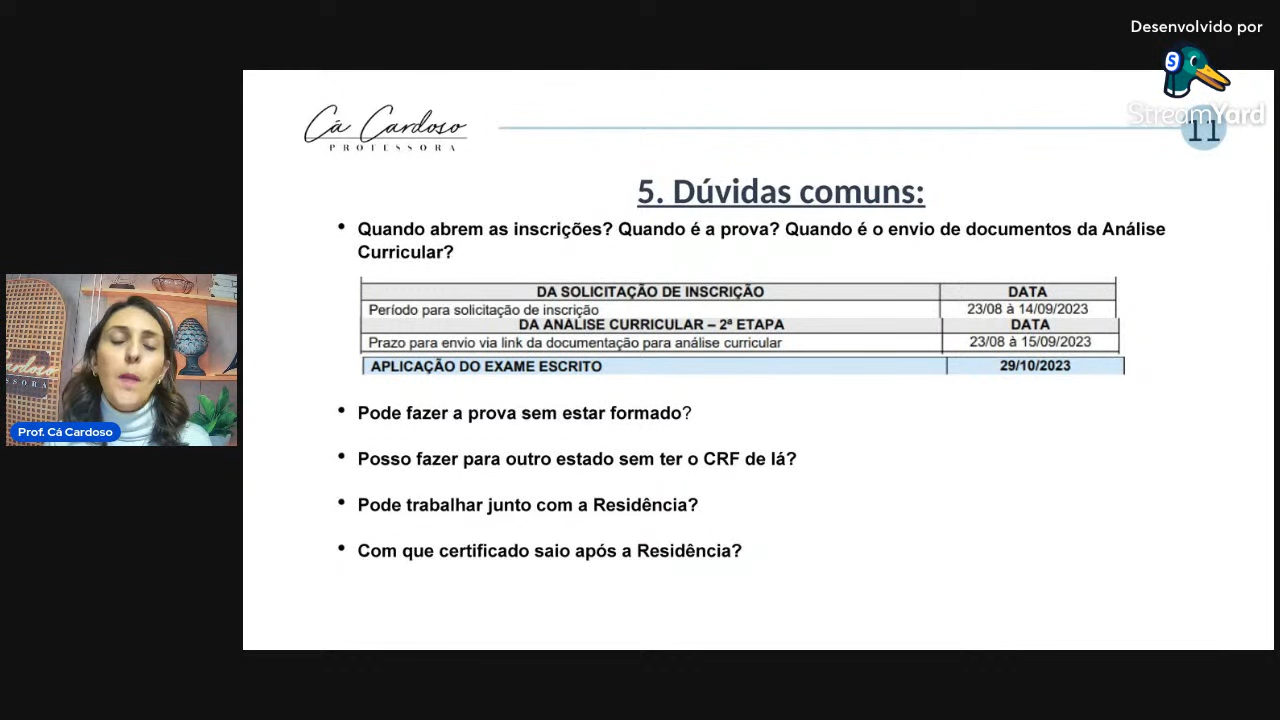 Desenvolvido por
S
StreamYard
Cá Cardoso
PROFESSORA
11
5. Dúvidas comuns:
• Quando abrem as inscrições? Quando é a prova? Quando é o envio de documentos da Análise
Curricular?
DA SOLICITAÇÃO DE INSCRIÇÃO DATA
Período para solicitação de inscrição 23/08 à 14/09/2023
DA ANÁLISE CURRICULAR – 2ª ETAPA DATA
Prazo para envio via link da documentação para análise curricular 23/08 à 15/09/2023
APLICAÇÃO DO EXAME ESCRITO 29/10/2023
• Pode fazer a prova sem estar formado?
• Posso fazer para outro estado sem ter o CRF de lá?
• Pode trabalhar junto com a Residência?
• Com que certificado saio após a Residência?
Cardoso
Prof. Cá Cardoso